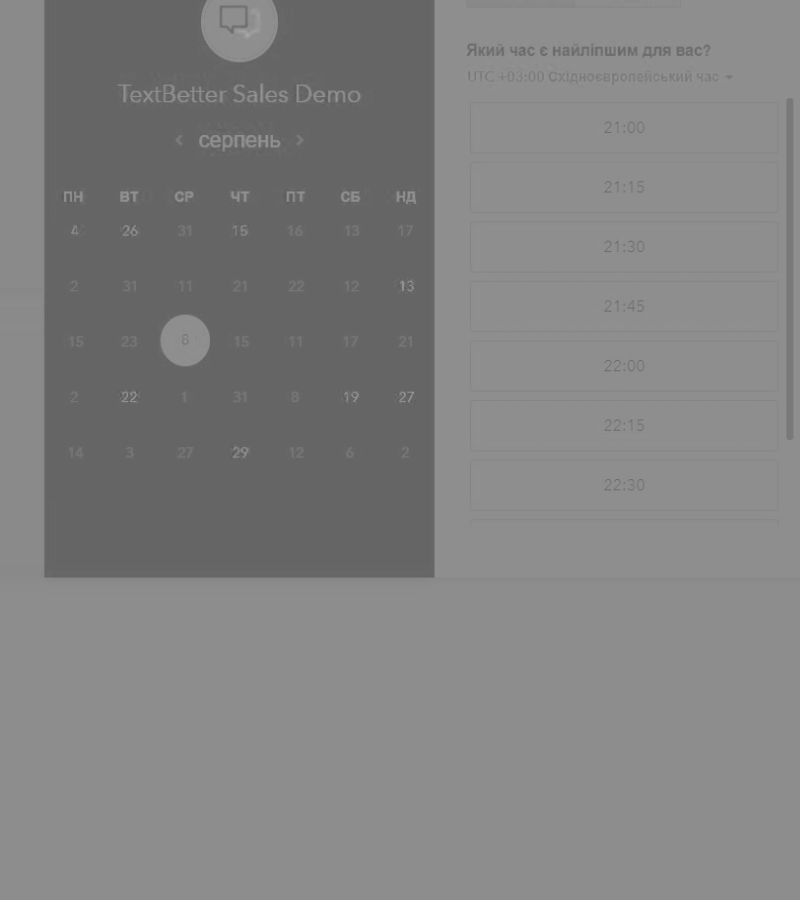 TextBetter Sales Demo
‹ серпень ›
ПН ВТ СР ЧТ ПТ СБ НД
4 26 31 15 16 13 17
2 31 11 21 22 12 13
15 23 8 15 11 17 21
2 22 1 31 8 19 27
14 3 27 29 12 6 2
Який час є найліпшим для вас?
UTC +03:00 Східноєвропейський час
21:00
21:15
21:30
21:45
22:00
22:15
22:30